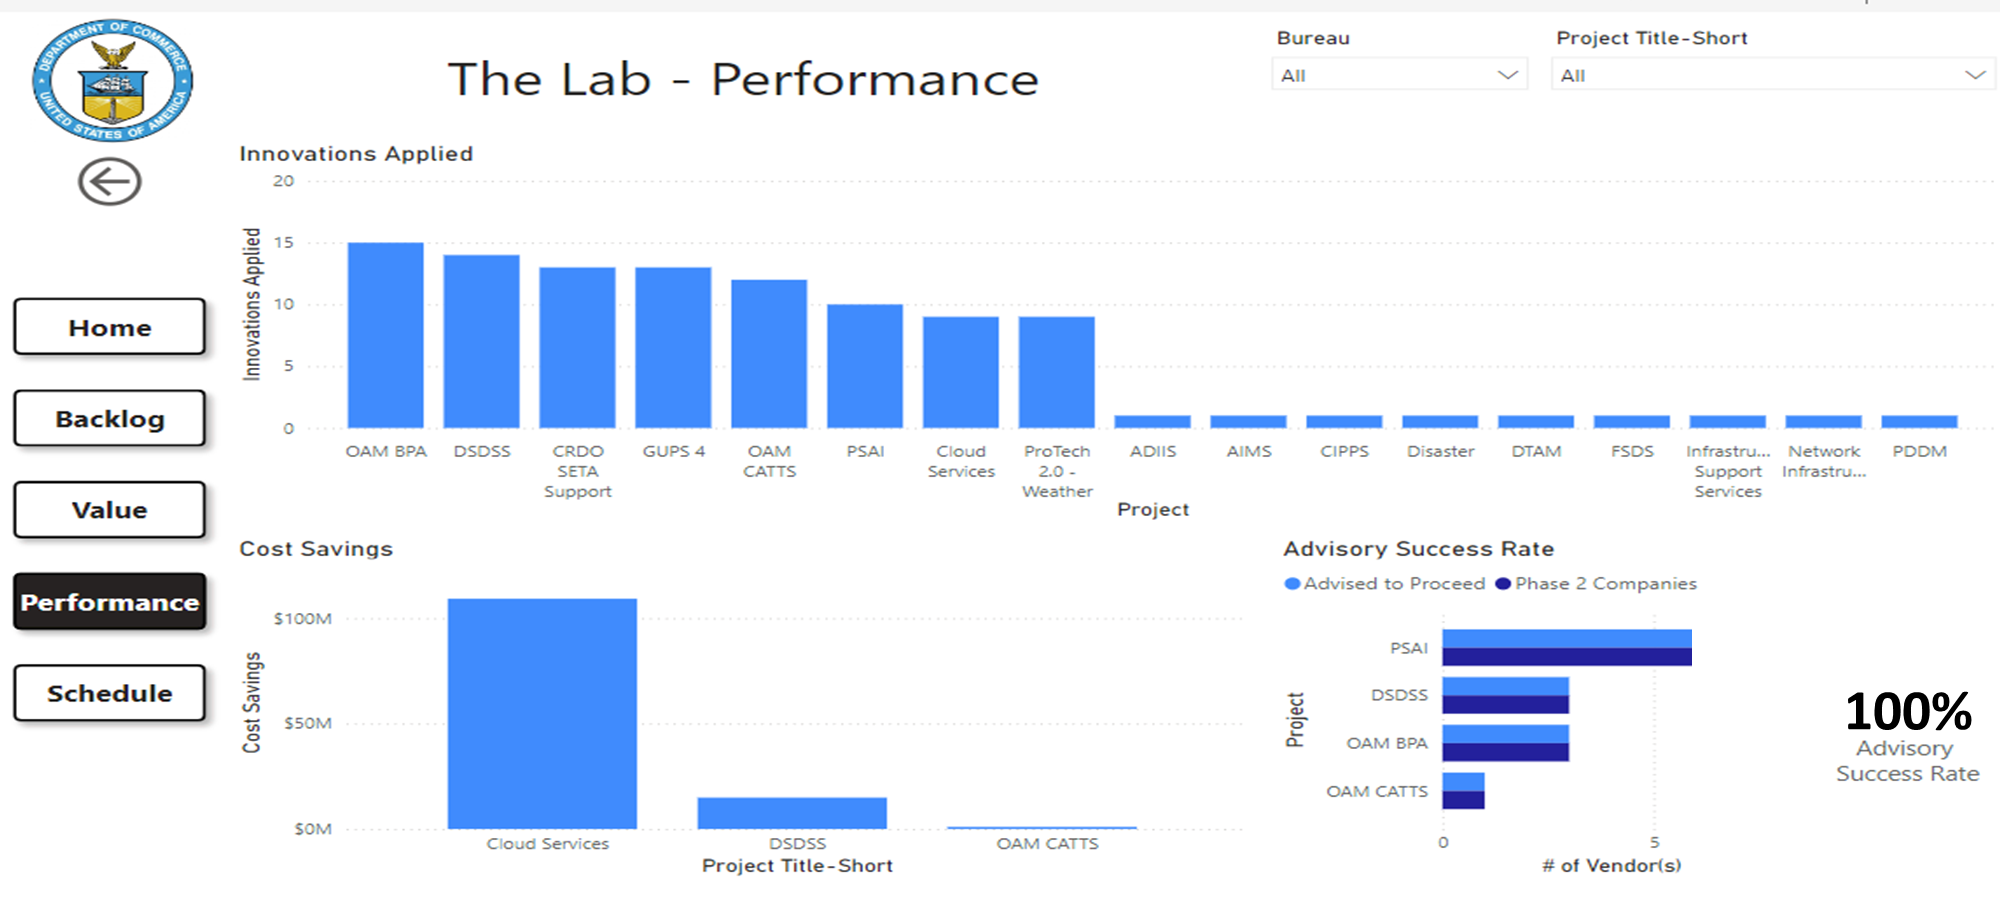 DEPARTMENT OF COMMERCE
UNITED STATES OF AMERICA
The Lab - Performance
Bureau
All
Project Title-Short
All
Home
Backlog
Value
Performance
Schedule
Innovations Applied
Innovations Applied
20
15
10
5
0
OAM BPA
DSDSS
CRDO
SETA
Support
GUPS 4
OAM
CATTS
PSAI
Cloud
Services
ProTech
2.0 -
Weather
ADIIS
AIMS
CIPPS
Disaster
DTAM
FSDS
Infrastru...
Support
Services
Network
Infrastru...
PDDM
Project
Cost Savings
Cost Savings
$100M
$50M
$0M
Cloud Services
DSDSS
OAM CATTS
Project Title-Short
Advisory Success Rate
Advised to Proceed
Phase 2 Companies
Project
PSAI
DSDSS
OAM BPA
OAM CATTS
0
5
# of Vendor(s)
100%
Advisory
Success Rate